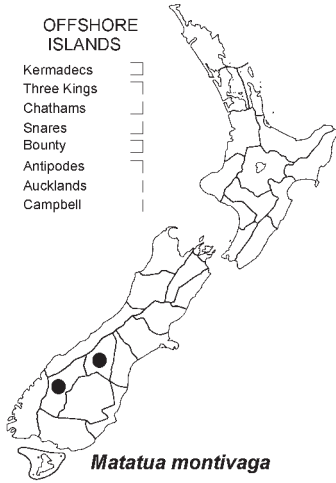 OFFSHORE
ISLANDS
Kermadecs
Three Kings
Chathams
Snares
Bounty
Antipodes
Aucklands
Campbell
Matatua montivaga